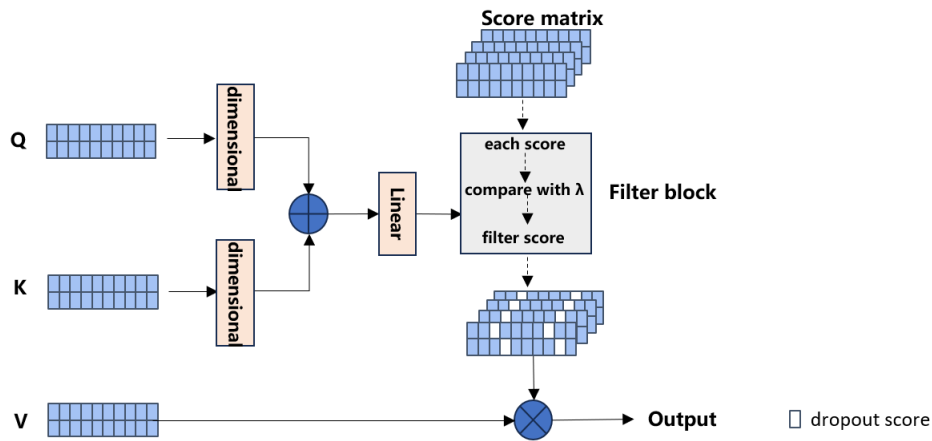 Score matrix
Q
dimensional
each score
compare with λ
filter score
Filter block
Linear
K
dimensional
V
Output
dropout score